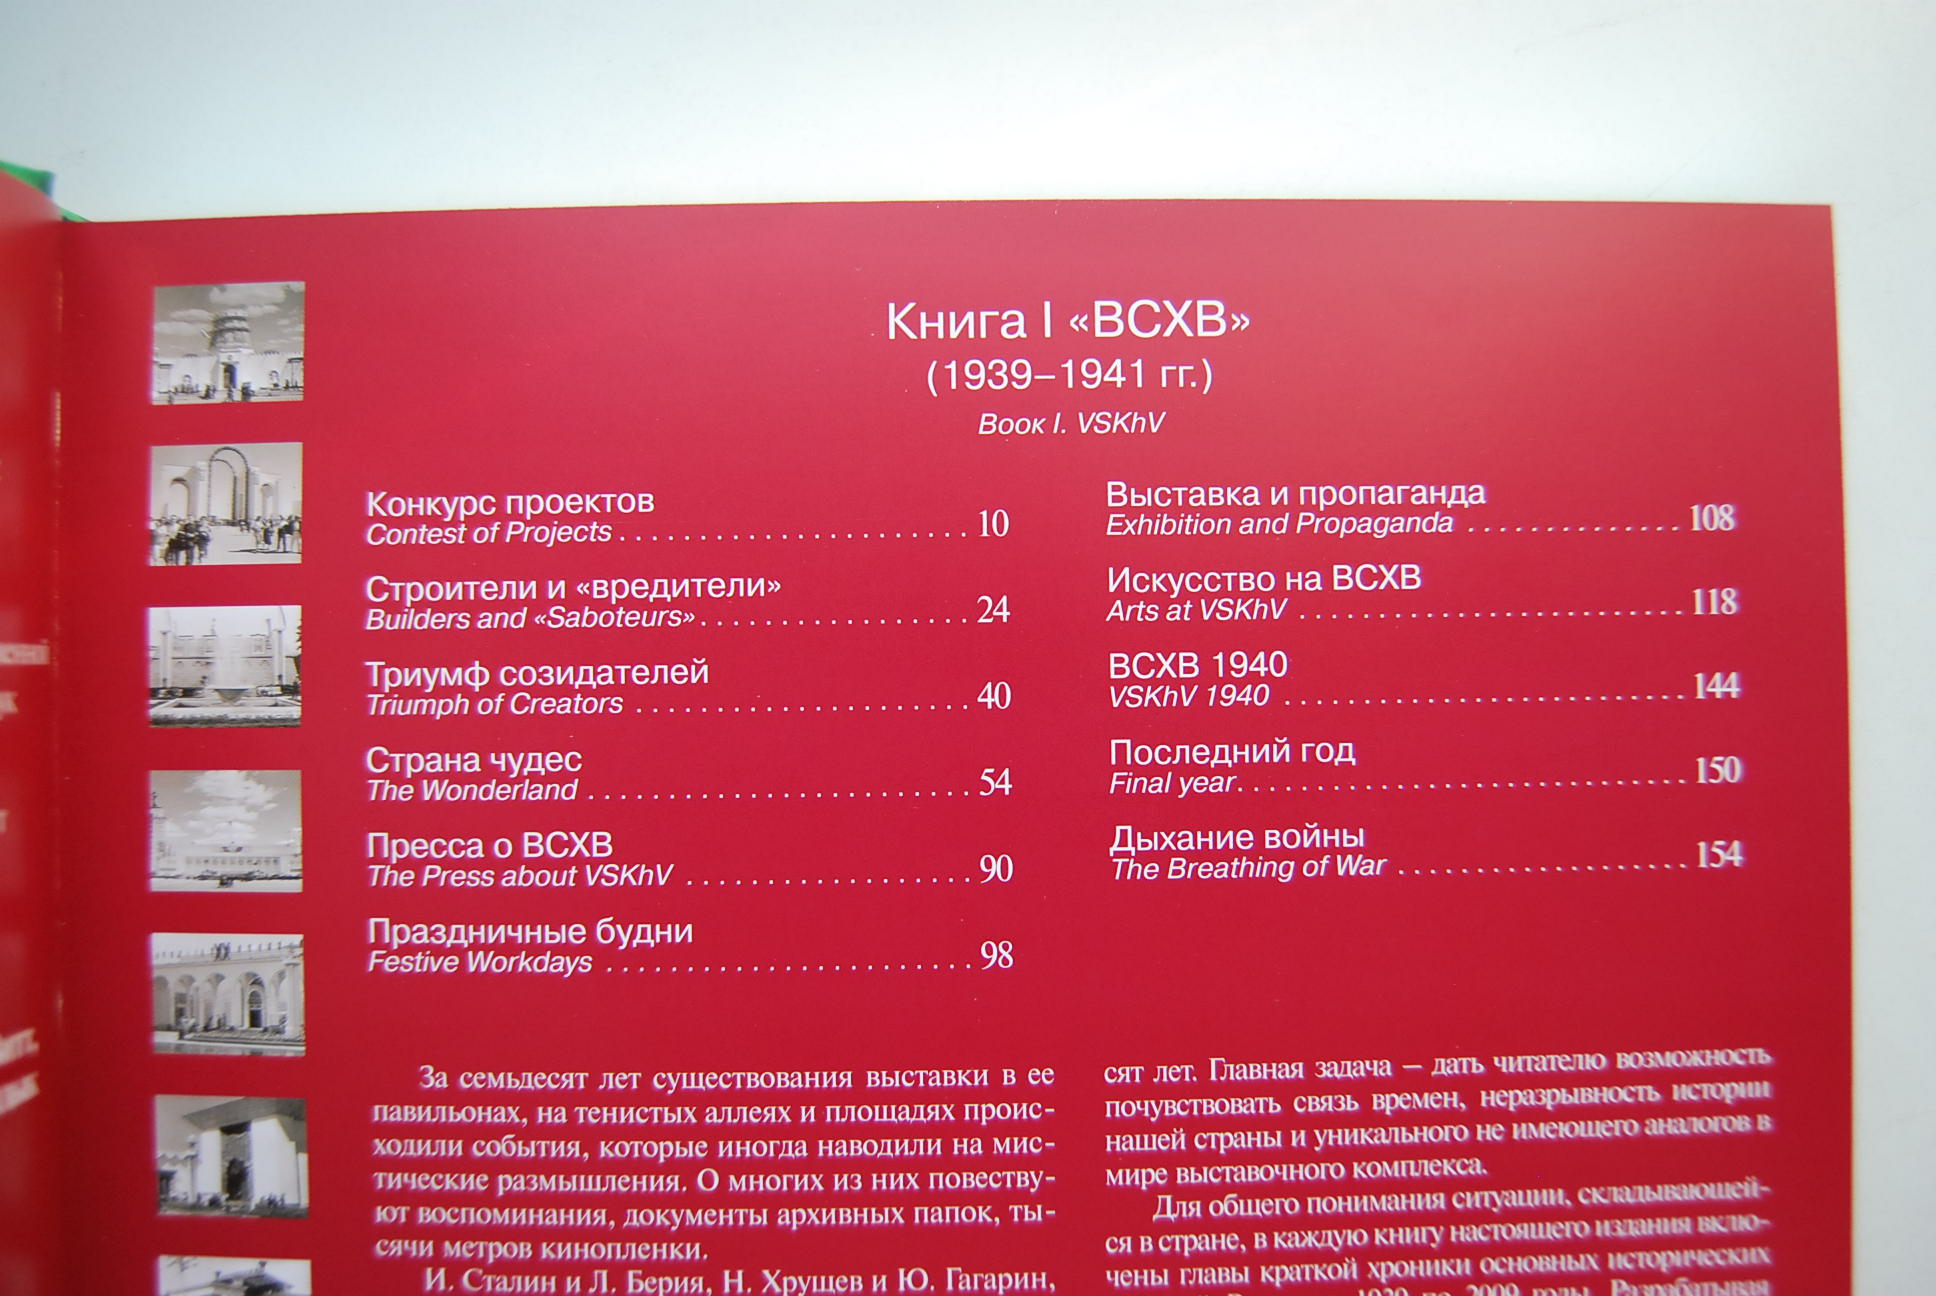 Книга I «ВСХВ»
(1939–1941 гг.)
Воок I. VSKhV
Конкурс проектов
Contest of Projects 10
Строители и «вредители»
Builders and «Saboteurs» 24
Триумф созидателей
Triumph of Creators 40
Страна чудес
The Wonderland 54
Пресса о ВСХВ
The Press about VSKhV 90
Праздничные будни
Festive Workdays 98
Выставка и пропаганда
Exhibition and Propaganda 108
Искусство на ВСХВ
Arts at VSKhV 118
ВСХВ 1940
VSKhV 1940 144
Последний год
Final year 150
Дыхание войны
The Breathing of War 154
За семьдесят лет существования выставки в ее
павильонах, на тенистых аллеях и площадях проис-
ходили события, которые иногда наводили на мис-
тические размышления. О многих из них повеству-
ют воспоминания, документы архивных папок, ты-
сячи метров кинопленки.
И. Сталин и Л. Берия, Н. Хрущев и Ю. Гагарин,
сят лет. Главная задача – дать читателю возможность
почувствовать связь времен, неразрывность истории
нашей страны и уникального не имеющего аналогов в
мире выставочного комплекса.
Для общего понимания ситуации, складывающей-
ся в стране, в каждую книгу настоящего издания вклю-
чены главы краткой хроники основных исторических
1939 по 2009 годы. Разрабатывая